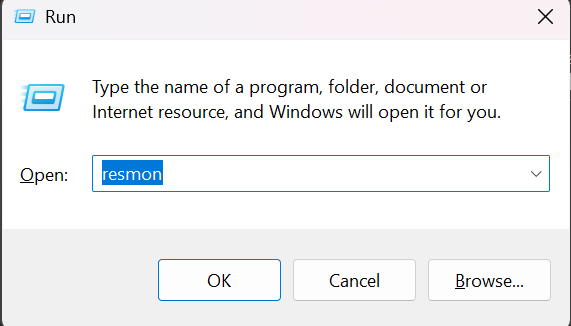 Run
Type the name of a program, folder, document or
Internet resource, and Windows will open it for you.
Open: resmon
OK Cancel Browse...